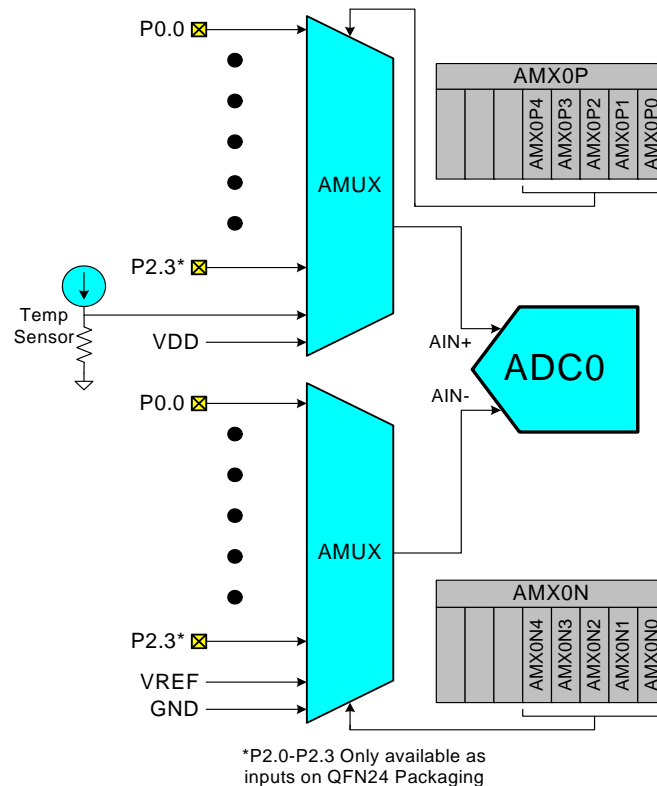 P0.0
AMX0P
AMX0P4
AMX0P3
AMX0P2
AMX0P1
AMX0P0
AMUX
P2.3*
Temp
Sensor
VDD
AIN+
ADC0
AIN-
P0.0
AMUX
AMX0N
AMX0N4
AMX0N3
AMX0N2
AMX0N1
AMX0N0
P2.3*
VREF
GND
*P2.0-P2.3 Only available as
inputs on QFN24 Packaging